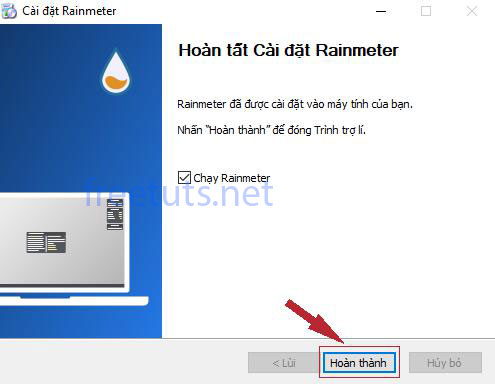 Cài đặt Rainmeter
Hoàn tất Cài đặt Rainmeter
Rainmeter đã được cài đặt vào máy tính của bạn.
Nhấn “Hoàn thành” để đóng Trình trợ lí.
Chạy Rainmeter
freetuts.net
< Lùi
Hoàn thành
Hủy bỏ